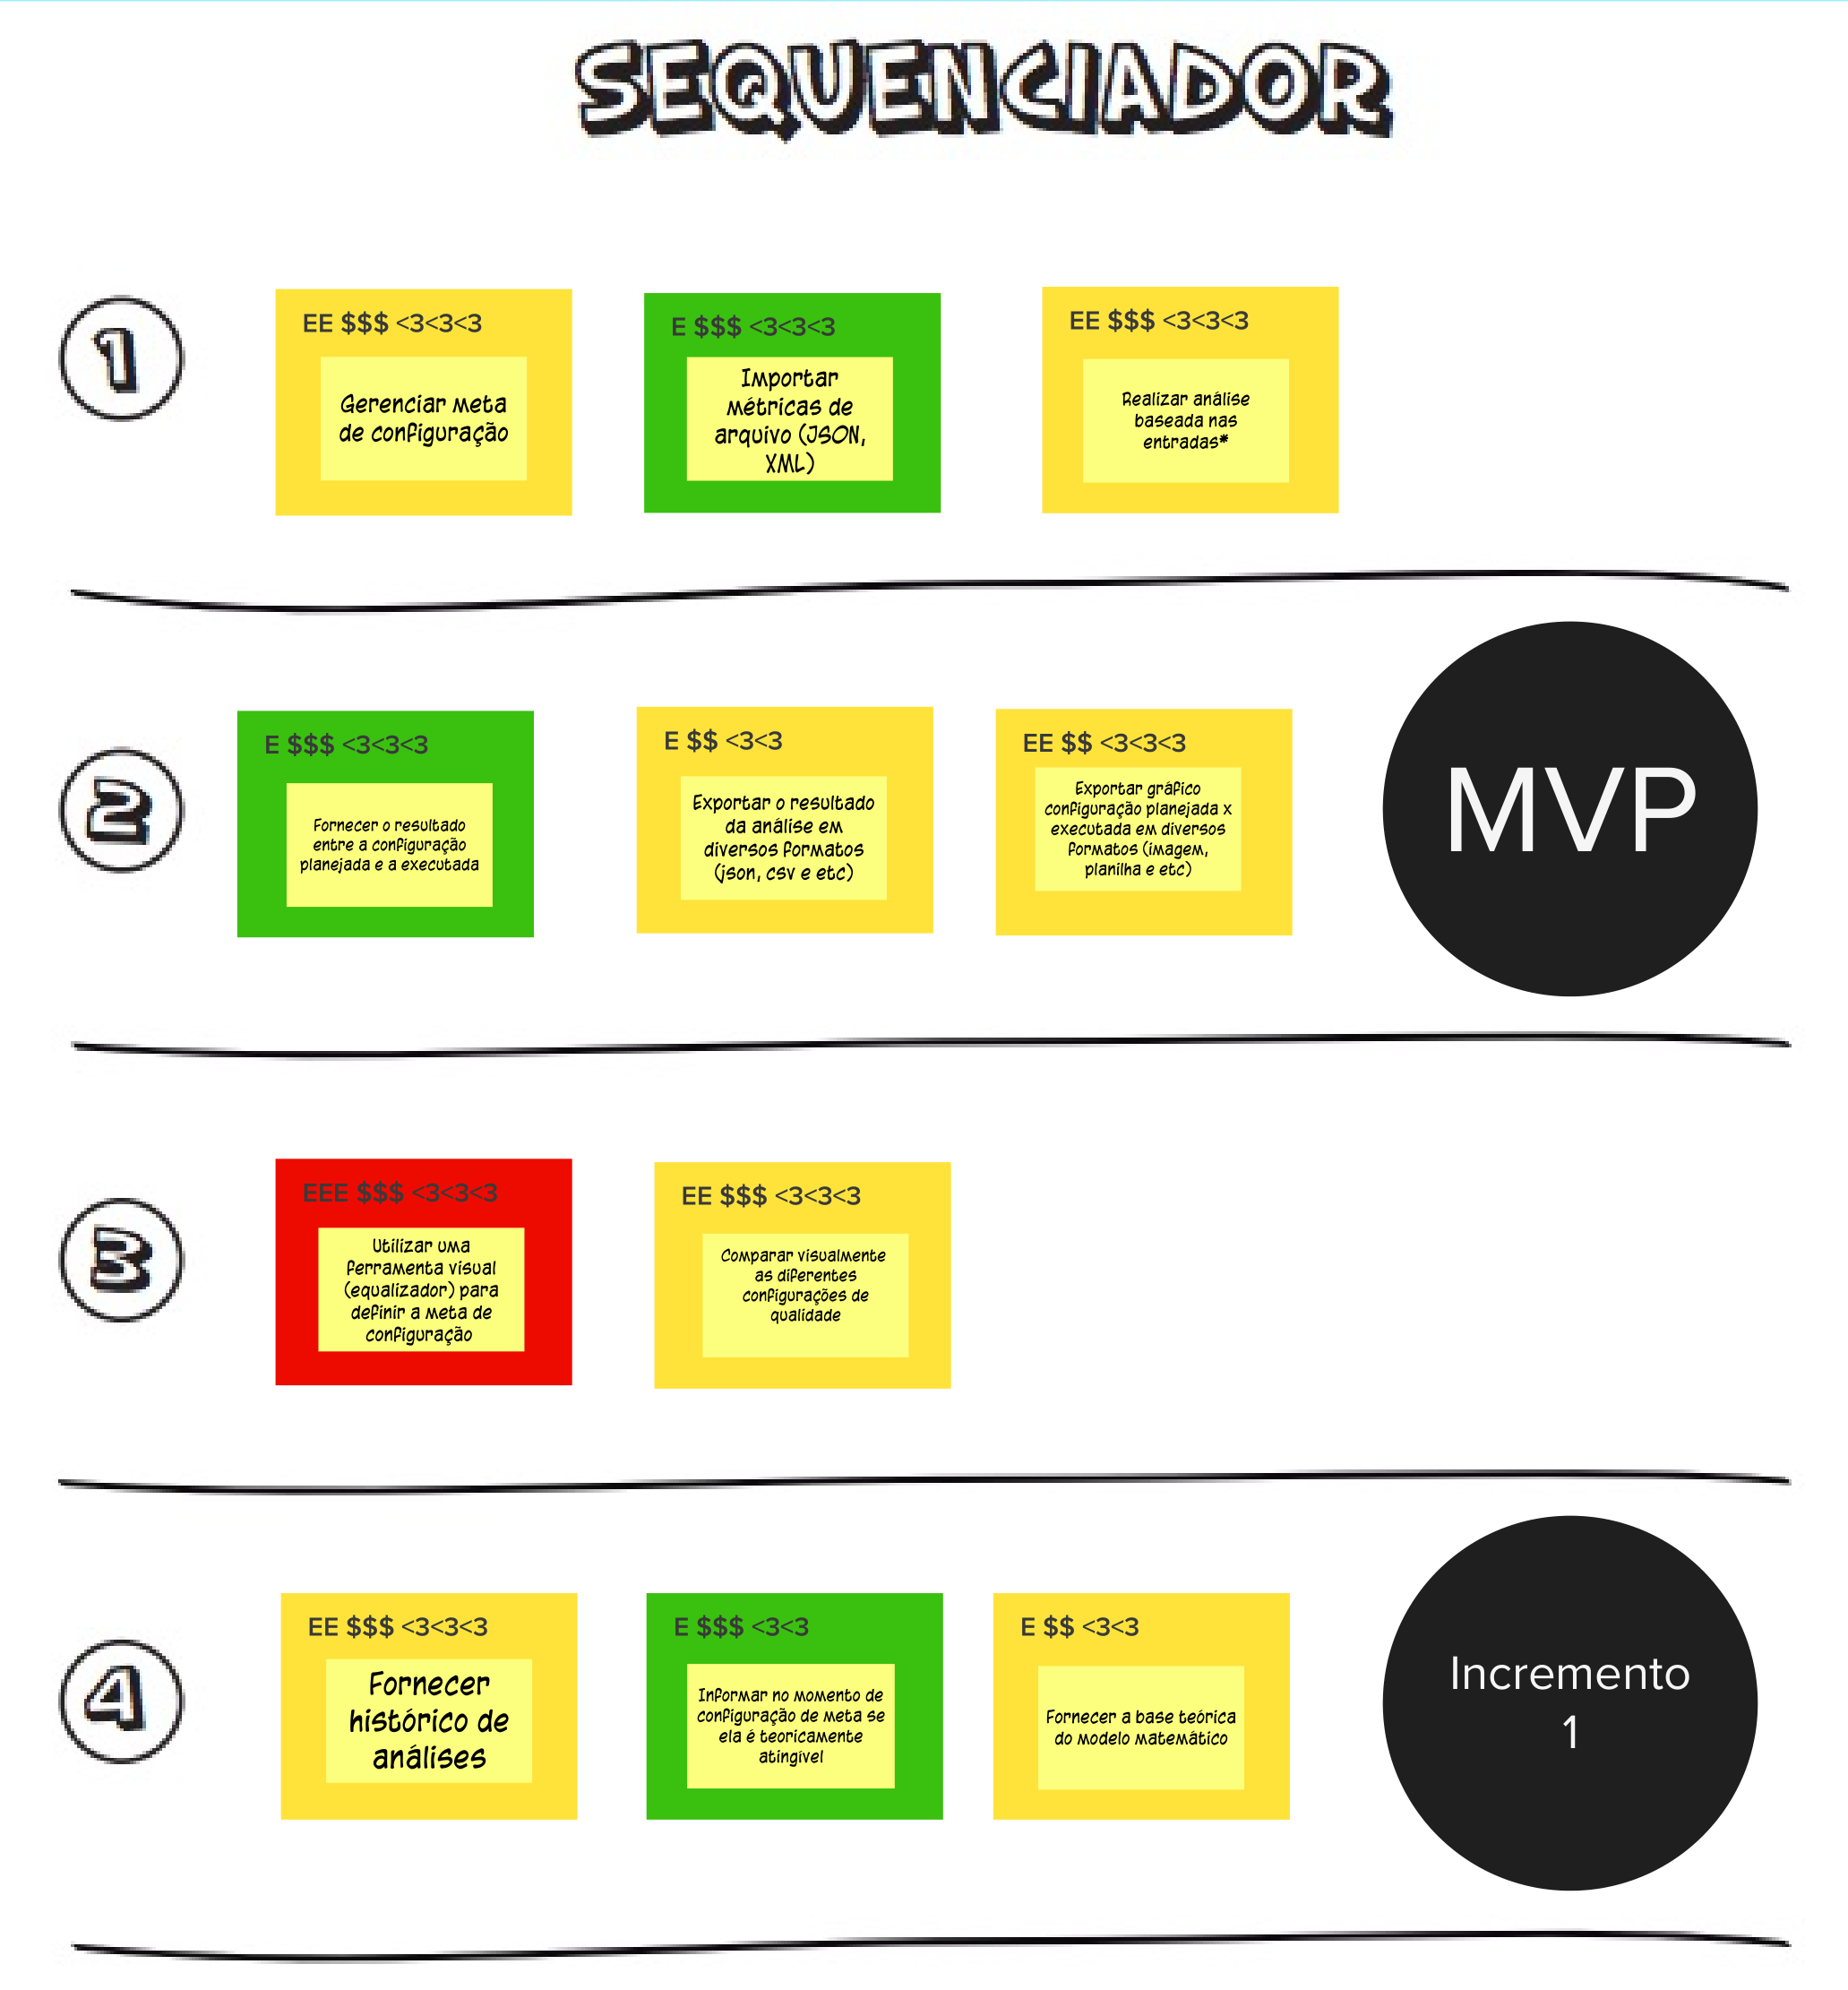 SEQUENCIADOR
1
EE $$$ <3<3<3
Gerenciar meta
de configuração
E $$$ <3<3<3
Importar
métricas de
arquivo (JSON,
XML)
EE $$$ <3<3<3
Realizar análise
baseada nas
entradas*
2
E $$$ <3<3<3
Fornecer o resultado
entre a configuração
planejada e a executada
E $$ <3<3
Exportar o resultado
da análise em
diversos formatos
(json, csv e etc)
EE $$ <3<3<3
Exportar gráfico
configuração planejada x
executada em diversos
formatos (imagem,
planilha e etc)
MVP
3
EEE $$$ <3<3<3
Utilizar uma
ferramenta visual
(equalizador) para
definir a meta de
configuração
EE $$$ <3<3<3
Comparar visualmente
as diferentes
configurações de
qualidade
4
EE $$$ <3<3<3
Fornecer
histórico de
análises
E $$$ <3<3
Informar no momento de
configuração de meta se
ela é teoricamente
atingível
E $$ <3<3
Fornecer a base teórica
do modelo matemático
Incremento
1